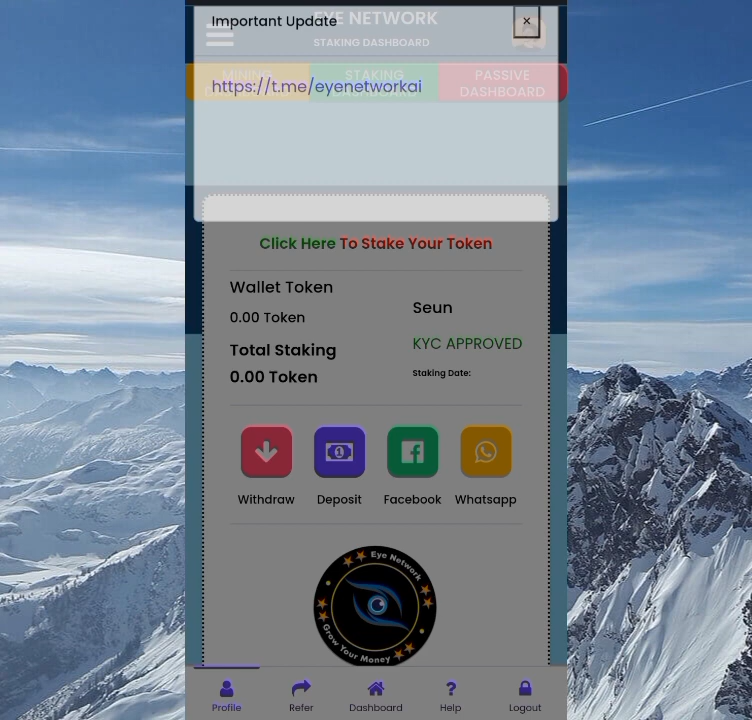 Important Update
×
EYE NETWORK
STAKING DASHBOARD
https://t.me/eyenetworkai
MINING
STAKING
PASSIVE
DASHBOARD
Click Here To Stake Your Token
Wallet Token
0.00 Token
Seun
Total Staking
0.00 Token
KYC APPROVED
Staking Date:
Withdraw
Deposit
Facebook
Whatsapp
Eye Network
Grow Your Money
Profile
Refer
Dashboard
Help
Logout